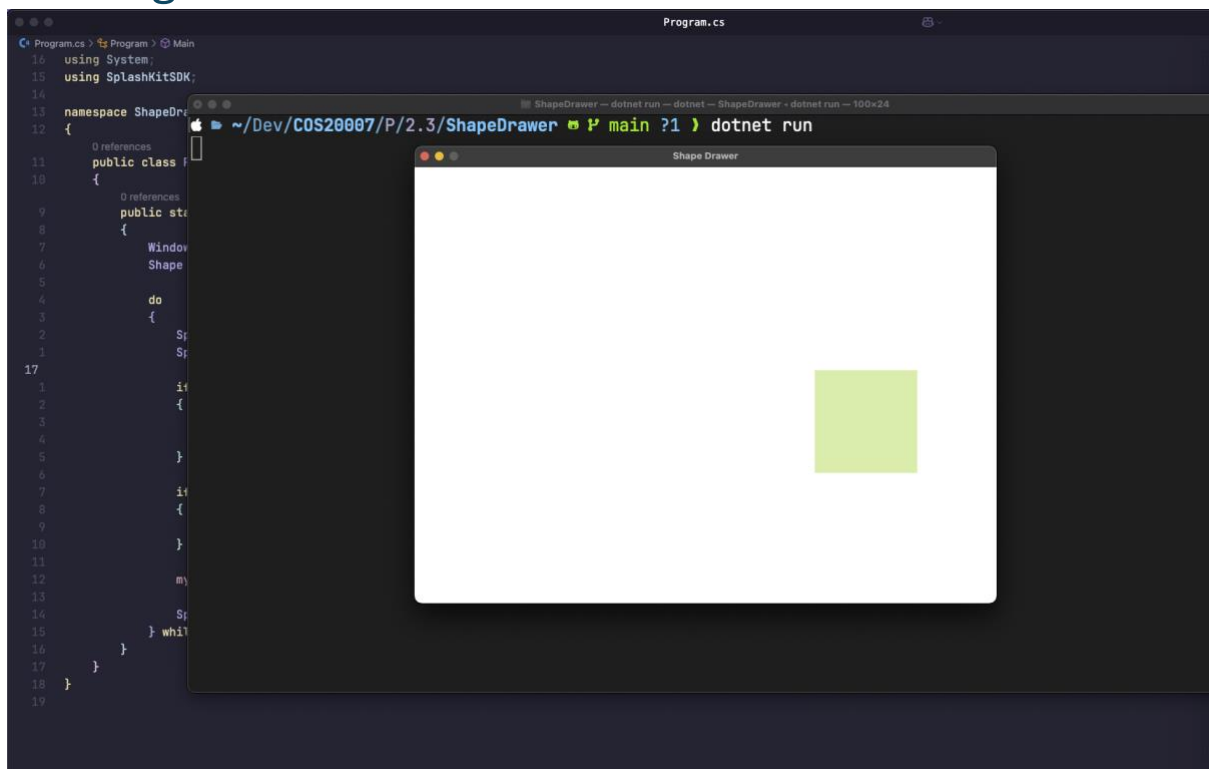 g
Program.cs
Program.cs > Program > Main
16 using System;
15 using SplashKitSDK;
14
13 namespace ShapeDra
12 {
0 references
11 public class P
10 {
0 references
9 public sta
8 {
7 Window
6 Shape
5
4 do
3 {
2 Sp
1 Sp
17
1 if
2 {
3
4
5 }
6
7 if
8 {
9
10 }
11
12 my
13
14 Sp
15 } whil
16 }
17 }
18 }
19
ShapeDrawer — dotnet run — dotnet — ShapeDrawer • dotnet run — 100×24
~/Dev/COS20007/P/2.3/ShapeDrawer main ?1 ) dotnet run
Shape Drawer